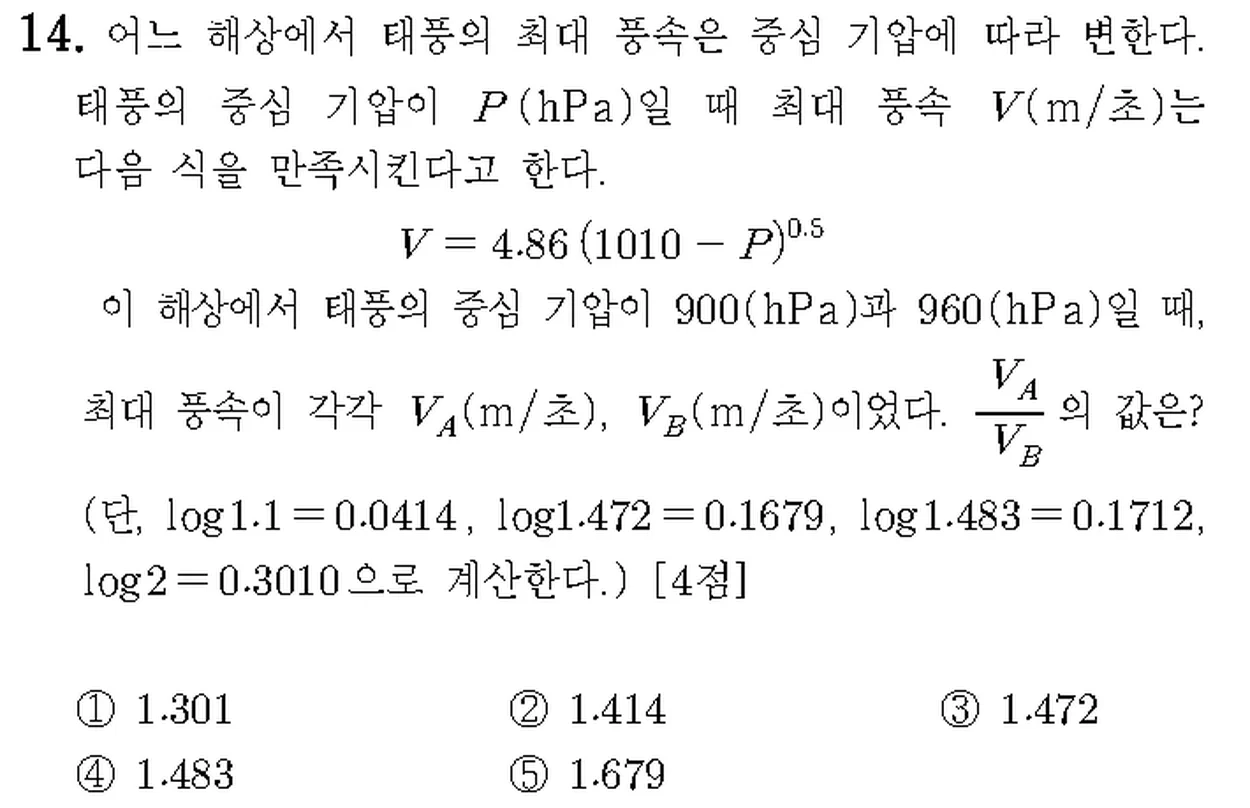 14. 어느 해상에서 태풍의 최대 풍속은 중심 기압에 따라 변한다.
태풍의 중심 기압이 P(hPa)일 때 최대 풍속 V(m/초)는
다음 식을 만족시킨다고 한다.
V = 4.86 (1010 − P)^0.5
이 해상에서 태풍의 중심 기압이 900(hPa)과 960(hPa)일 때,
최대 풍속이 각각 V_A(m/초), V_B(m/초)이었다. V_A/V_B 의 값은?
(단, log1.1=0.0414, log1.472=0.1679, log1.483=0.1712,
log2=0.3010으로 계산한다.) [4점]
① 1.301 ② 1.414 ③ 1.472
④ 1.483 ⑤ 1.679